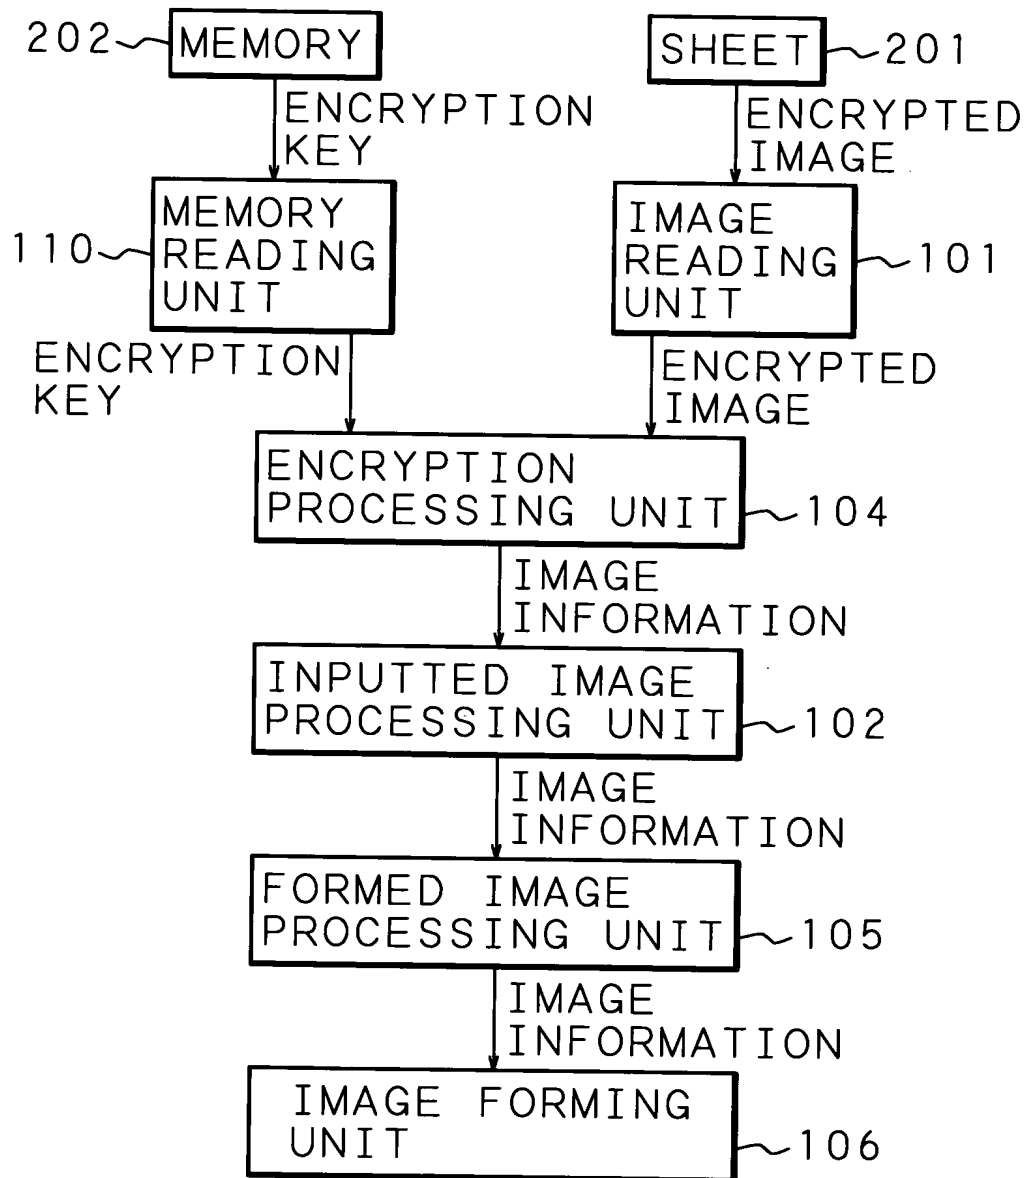 202 MEMORY
SHEET 201
ENCRYPTION
KEY
ENCRYPTED
IMAGE
110 MEMORY
READING
UNIT
IMAGE
READING
UNIT 101
ENCRYPTION
KEY
ENCRYPTED
IMAGE
ENCRYPTION
PROCESSING UNIT 104
IMAGE
INFORMATION
INPUTTED IMAGE
PROCESSING UNIT 102
IMAGE
INFORMATION
FORMED IMAGE
PROCESSING UNIT 105
IMAGE
INFORMATION
IMAGE FORMING
UNIT 106